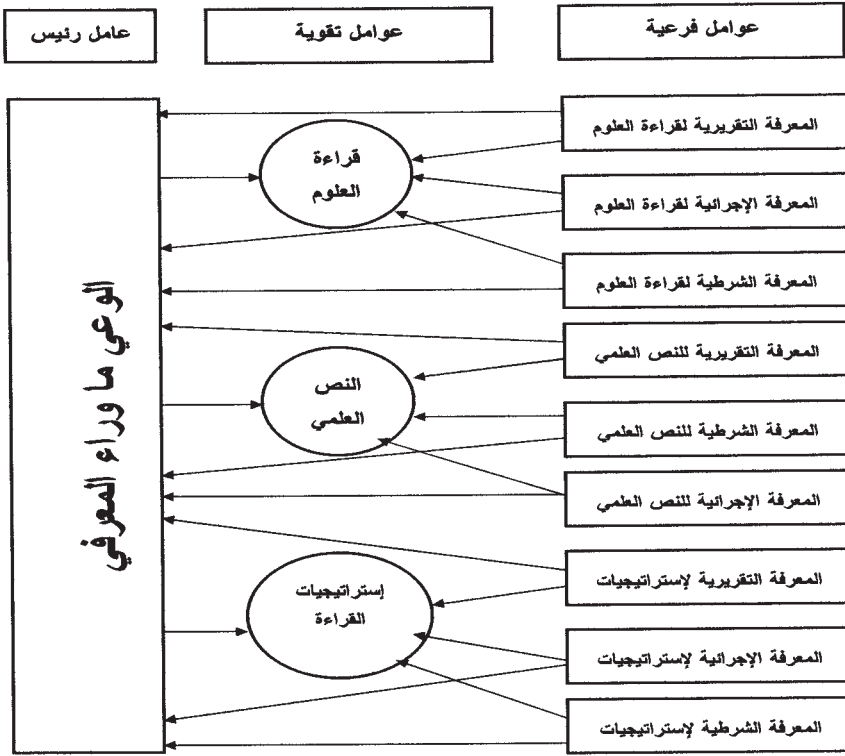 عوامل فرعية
عوامل تقوية
عامل رئيس
المعرفة التقريرية لقراءة العلوم
المعرفة الإجرائية لقراءة العلوم
المعرفة الشرطية لقراءة العلوم
المعرفة التقريرية للنص العلمي
المعرفة الشرطية للنص العلمي
المعرفة الإجرائية للنص العلمي
المعرفة التقريرية لإستراتيجيات
المعرفة الإجرائية لإستراتيجيات
المعرفة الشرطية لإستراتيجيات
قراءة
العلوم
النص
العلمي
إستراتيجيات
القراءة
الوعي ما وراء المعرفي